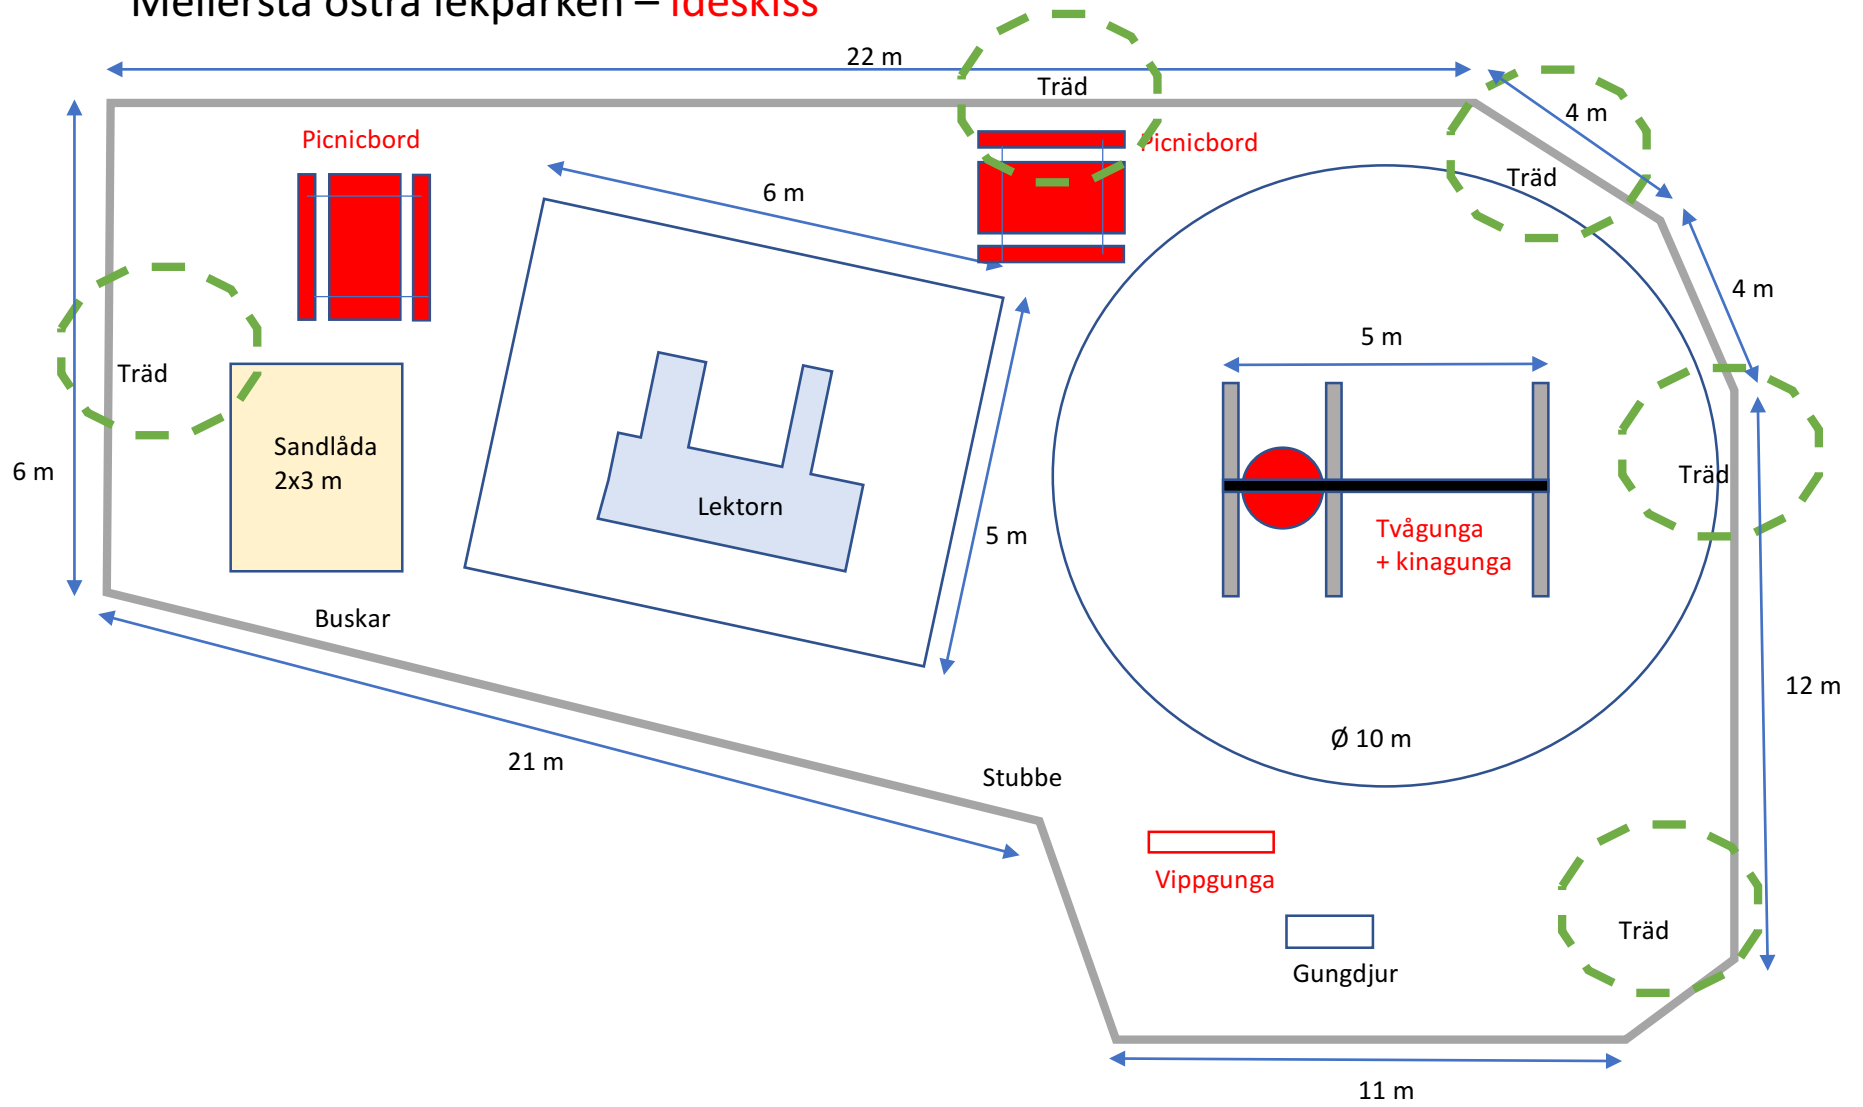 Mellersta östra lekparken – Idéskiss
22 m
Träd
4 m
Picnicbord
Picnicbord
Träd
6 m
4 m
5 m
Träd
Sandlåda
2x3 m
6 m
Träd
Lektorn
Tvågunga
+ kinagunga
5 m
Buskar
12 m
Ø 10 m
21 m
Stubbe
Vippgunga
Träd
Gungdjur
11 m